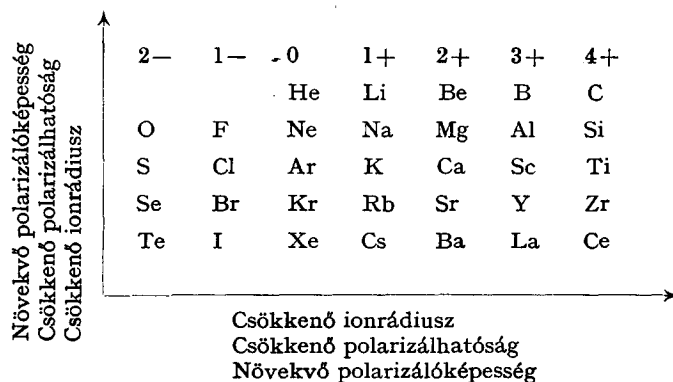 Növekvő polarizálóképesség
Csökkenő polarizálhatóság
Csökkenő ionrádiusz
2− 1− 0 1+ 2+ 3+ 4+
He Li Be B C
O F Ne Na Mg Al Si
S Cl Ar K Ca Sc Ti
Se Br Kr Rb Sr Y Zr
Te I Xe Cs Ba La Ce
Csökkenő ionrádiusz
Csökkenő polarizálhatóság
Növekvő polarizálóképesség